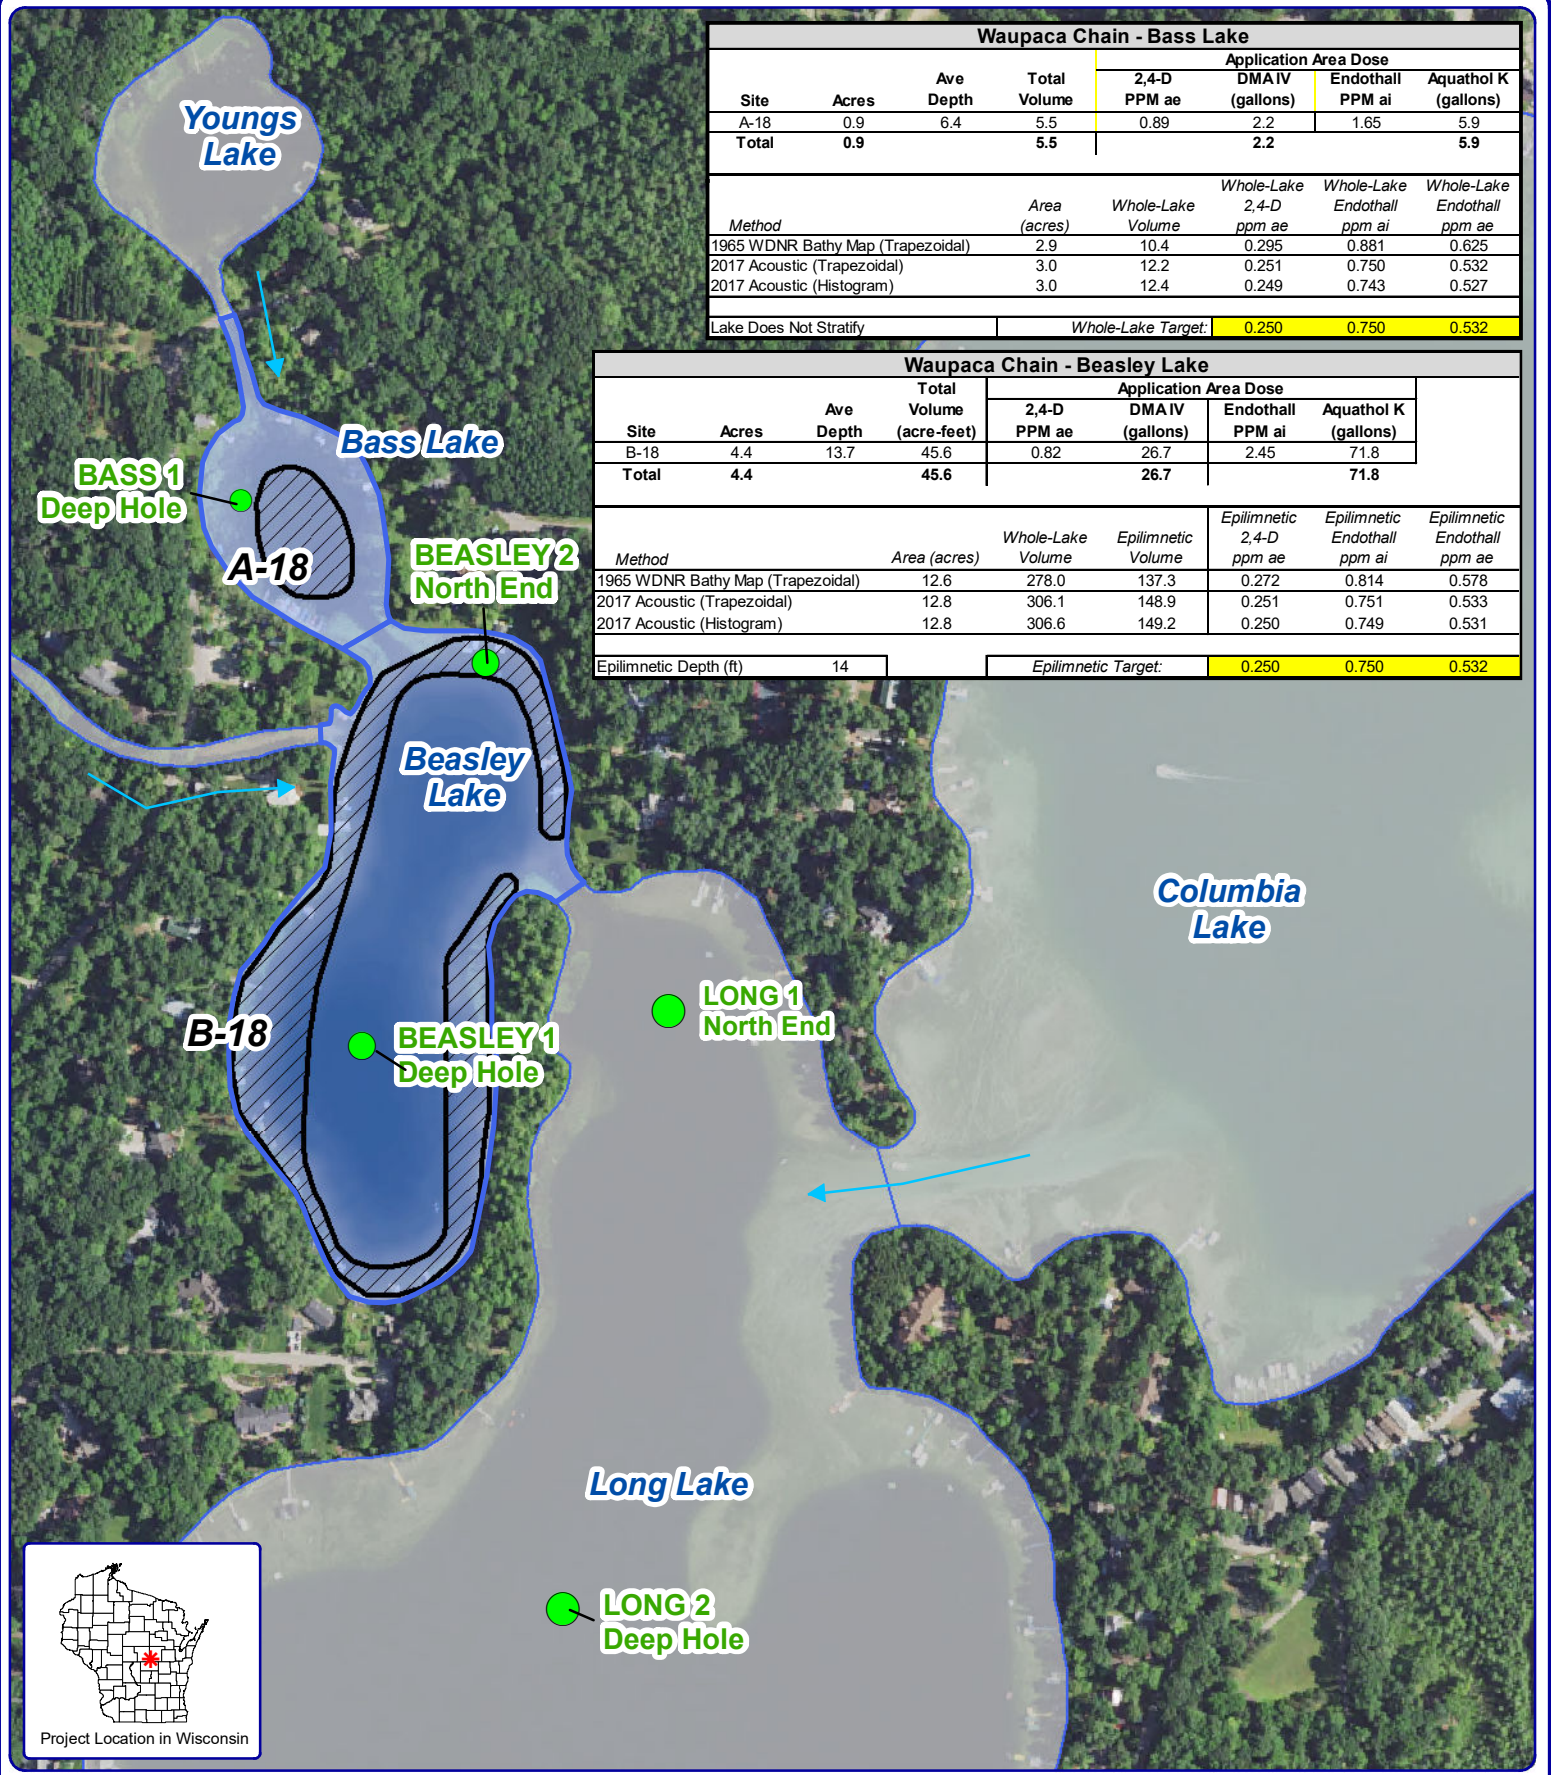 Waupaca Chain - Bass Lake
Application Area Dose
Ave Total 2,4-D DMA IV Endothall Aquathol K
Site Acres Depth Volume PPM ae (gallons) PPM ai (gallons)
A-18 0.9 6.4 5.5 0.89 2.2 1.65 5.9
Total 0.9 5.5 2.2 5.9
Whole-Lake Whole-Lake Whole-Lake
Area Whole-Lake 2,4-D Endothall Endothall
Method (acres) Volume ppm ae ppm ai ppm ae
1965 WDNR Bathy Map (Trapezoidal) 2.9 10.4 0.295 0.881 0.625
2017 Acoustic (Trapezoidal) 3.0 12.2 0.251 0.750 0.532
2017 Acoustic (Histogram) 3.0 12.4 0.249 0.743 0.527
Lake Does Not Stratify Whole-Lake Target: 0.250 0.750 0.532
Waupaca Chain - Beasley Lake
Total Application Area Dose
Ave Volume 2,4-D DMA IV Endothall Aquathol K
Site Acres Depth (acre-feet) PPM ae (gallons) PPM ai (gallons)
B-18 4.4 13.7 45.6 0.82 26.7 2.45 71.8
Total 4.4 45.6 26.7 71.8
Epilimnetic Epilimnetic Epilimnetic
Whole-Lake Epilimnetic 2,4-D Endothall Endothall
Method Area (acres) Volume Volume ppm ae ppm ai ppm ae
1965 WDNR Bathy Map (Trapezoidal) 12.6 278.0 137.3 0.272 0.814 0.578
2017 Acoustic (Trapezoidal) 12.8 306.1 148.9 0.251 0.751 0.533
2017 Acoustic (Histogram) 12.8 306.6 149.2 0.250 0.749 0.531
Epilimnetic Depth (ft) 14 Epilimnetic Target: 0.250 0.750 0.532
Youngs
Lake
Bass Lake
BASS 1
Deep Hole
A-18
BEASLEY 2
North End
Beasley
Lake
Columbia
Lake
LONG 1
North End
B-18
BEASLEY 1
Deep Hole
Long Lake
LONG 2
Deep Hole
Project Location in Wisconsin